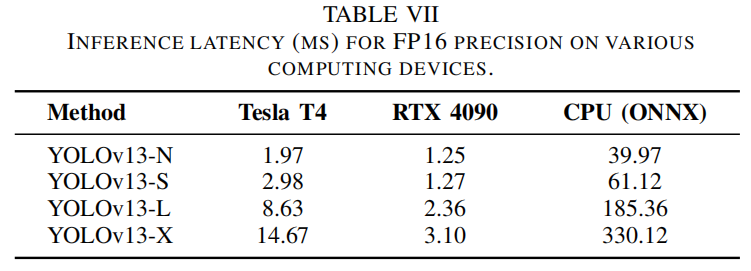 TABLE VII
INFERENCE LATENCY (MS) FOR FP16 PRECISION ON VARIOUS
COMPUTING DEVICES.
Method Tesla T4 RTX 4090 CPU (ONNX)
YOLOv13-N 1.97 1.25 39.97
YOLOv13-S 2.98 1.27 61.12
YOLOv13-L 8.63 2.36 185.36
YOLOv13-X 14.67 3.10 330.12